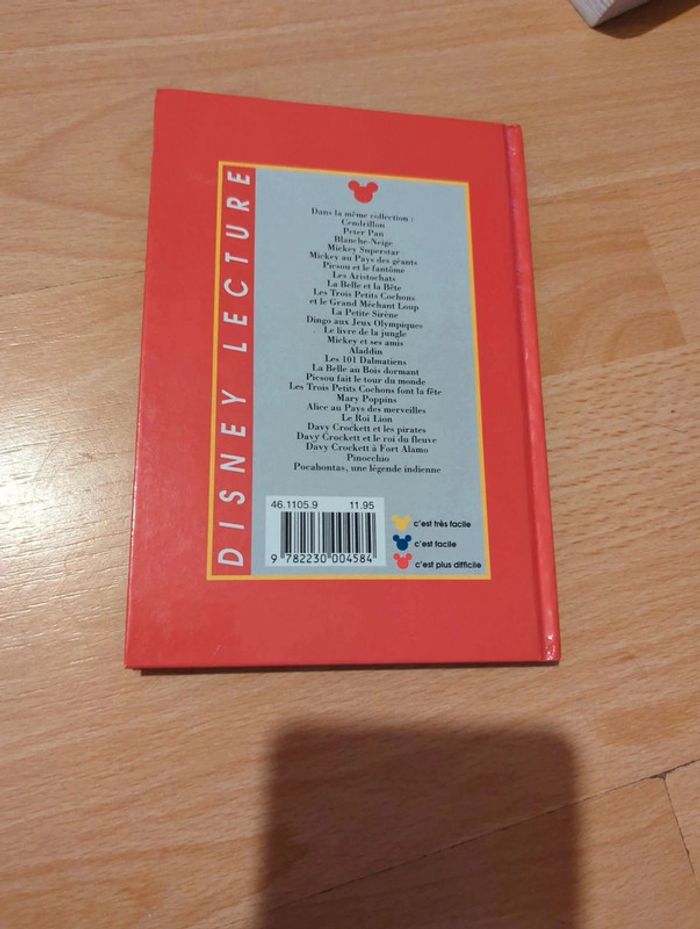 DISNEY LECTURE
Dans la même collection :
Cendrillon
Peter Pan
Blanche-Neige
Mickey Superstar
Mickey au Pays des géants
Picsou et le fantôme
Les Aristochats
La Belle et la Bête
Les Trois Petits Cochons
et le Grand Méchant Loup
La Petite Sirène
Dingo aux Jeux Olympiques
Le livre de la jungle
Mickey et ses amis
Aladdin
Les 101 Dalmatiens
La Belle au Bois dormant
Picsou fait le tour du monde
Les Trois Petits Cochons font la fête
Mary Poppins
Alice au Pays des merveilles
Le Roi Lion
Davy Crockett et les pirates
Davy Crockett et le roi du fleuve
Davy Crockett à Fort Alamo
Pinocchio
Pocahontas, une légende indienne
46.1105.9 11.95
9 782230 004584
c'est très facile
c'est facile
c'est plus difficile